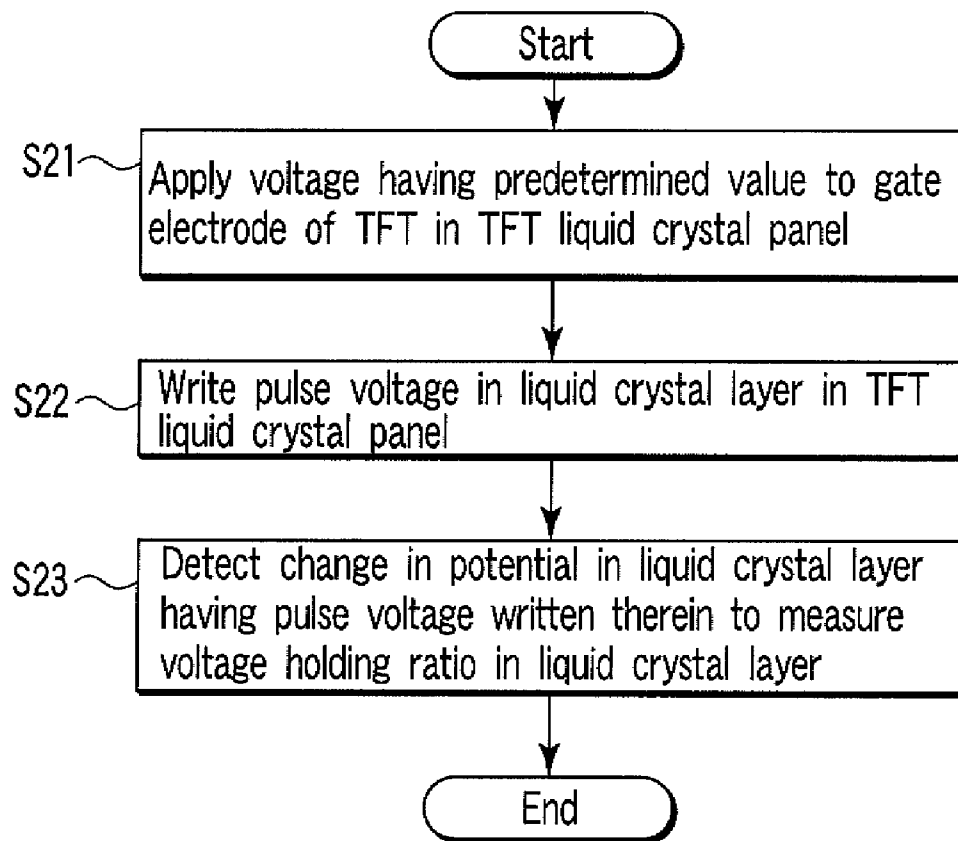 Start
S21
Apply voltage having predetermined value to gate
electrode of TFT in TFT liquid crystal panel
S22
Write pulse voltage in liquid crystal layer in TFT
liquid crystal panel
S23
Detect change in potential in liquid crystal layer
having pulse voltage written therein to measure
voltage holding ratio in liquid crystal layer
End